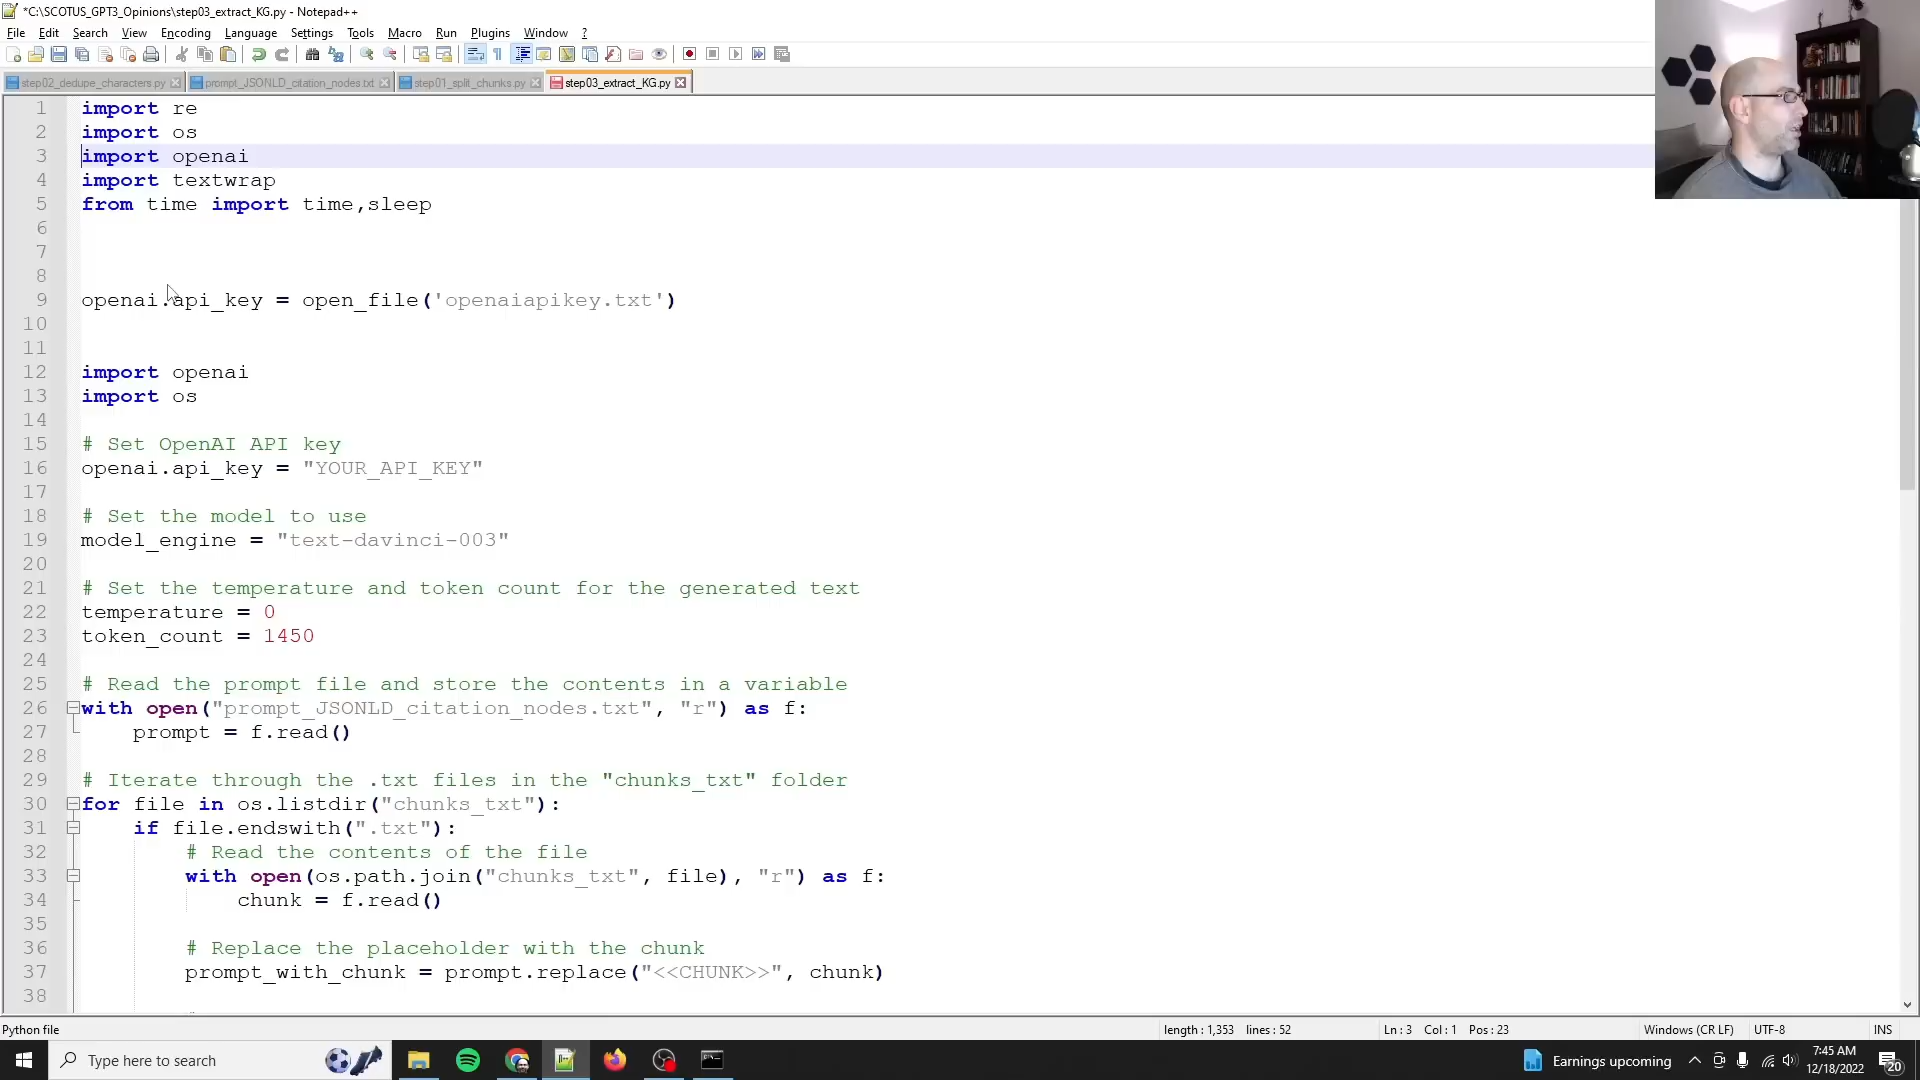 *C:\SCOTUS_GPT3_Opinions\step03_extract_KG.py - Notepad++
File Edit Search View Encoding Language Settings Tools Macro Run Plugins Window ?
step02_dedupe_characters.py prompt_JSONLD_citation_nodes.txt step01_split_chunks.py step03_extract_KG.py
1 import re
2 import os
3 import openai
4 import textwrap
5 from time import time,sleep
6
7
8
9 openai.api_key = open_file('openaiapikey.txt')
10
11
12 import openai
13 import os
14
15 # Set OpenAI API key
16 openai.api_key = "YOUR_API_KEY"
17
18 # Set the model to use
19 model_engine = "text-davinci-003"
20
21 # Set the temperature and token count for the generated text
22 temperature = 0
23 token_count = 1450
24
25 # Read the prompt file and store the contents in a variable
26 with open("prompt_JSONLD_citation_nodes.txt", "r") as f:
27 prompt = f.read()
28
29 # Iterate through the .txt files in the "chunks_txt" folder
30 for file in os.listdir("chunks_txt"):
31 if file.endswith(".txt"):
32 # Read the contents of the file
33 with open(os.path.join("chunks_txt", file), "r") as f:
34 chunk = f.read()
35
36 # Replace the placeholder with the chunk
37 prompt_with_chunk = prompt.replace("<<CHUNK>>", chunk)
38
Python file length : 1,353 lines : 52 Ln : 3 Col : 1 Pos : 23 Windows (CR LF) UTF-8 INS
Type here to search Earnings upcoming 7:45 AM
12/18/2022 20